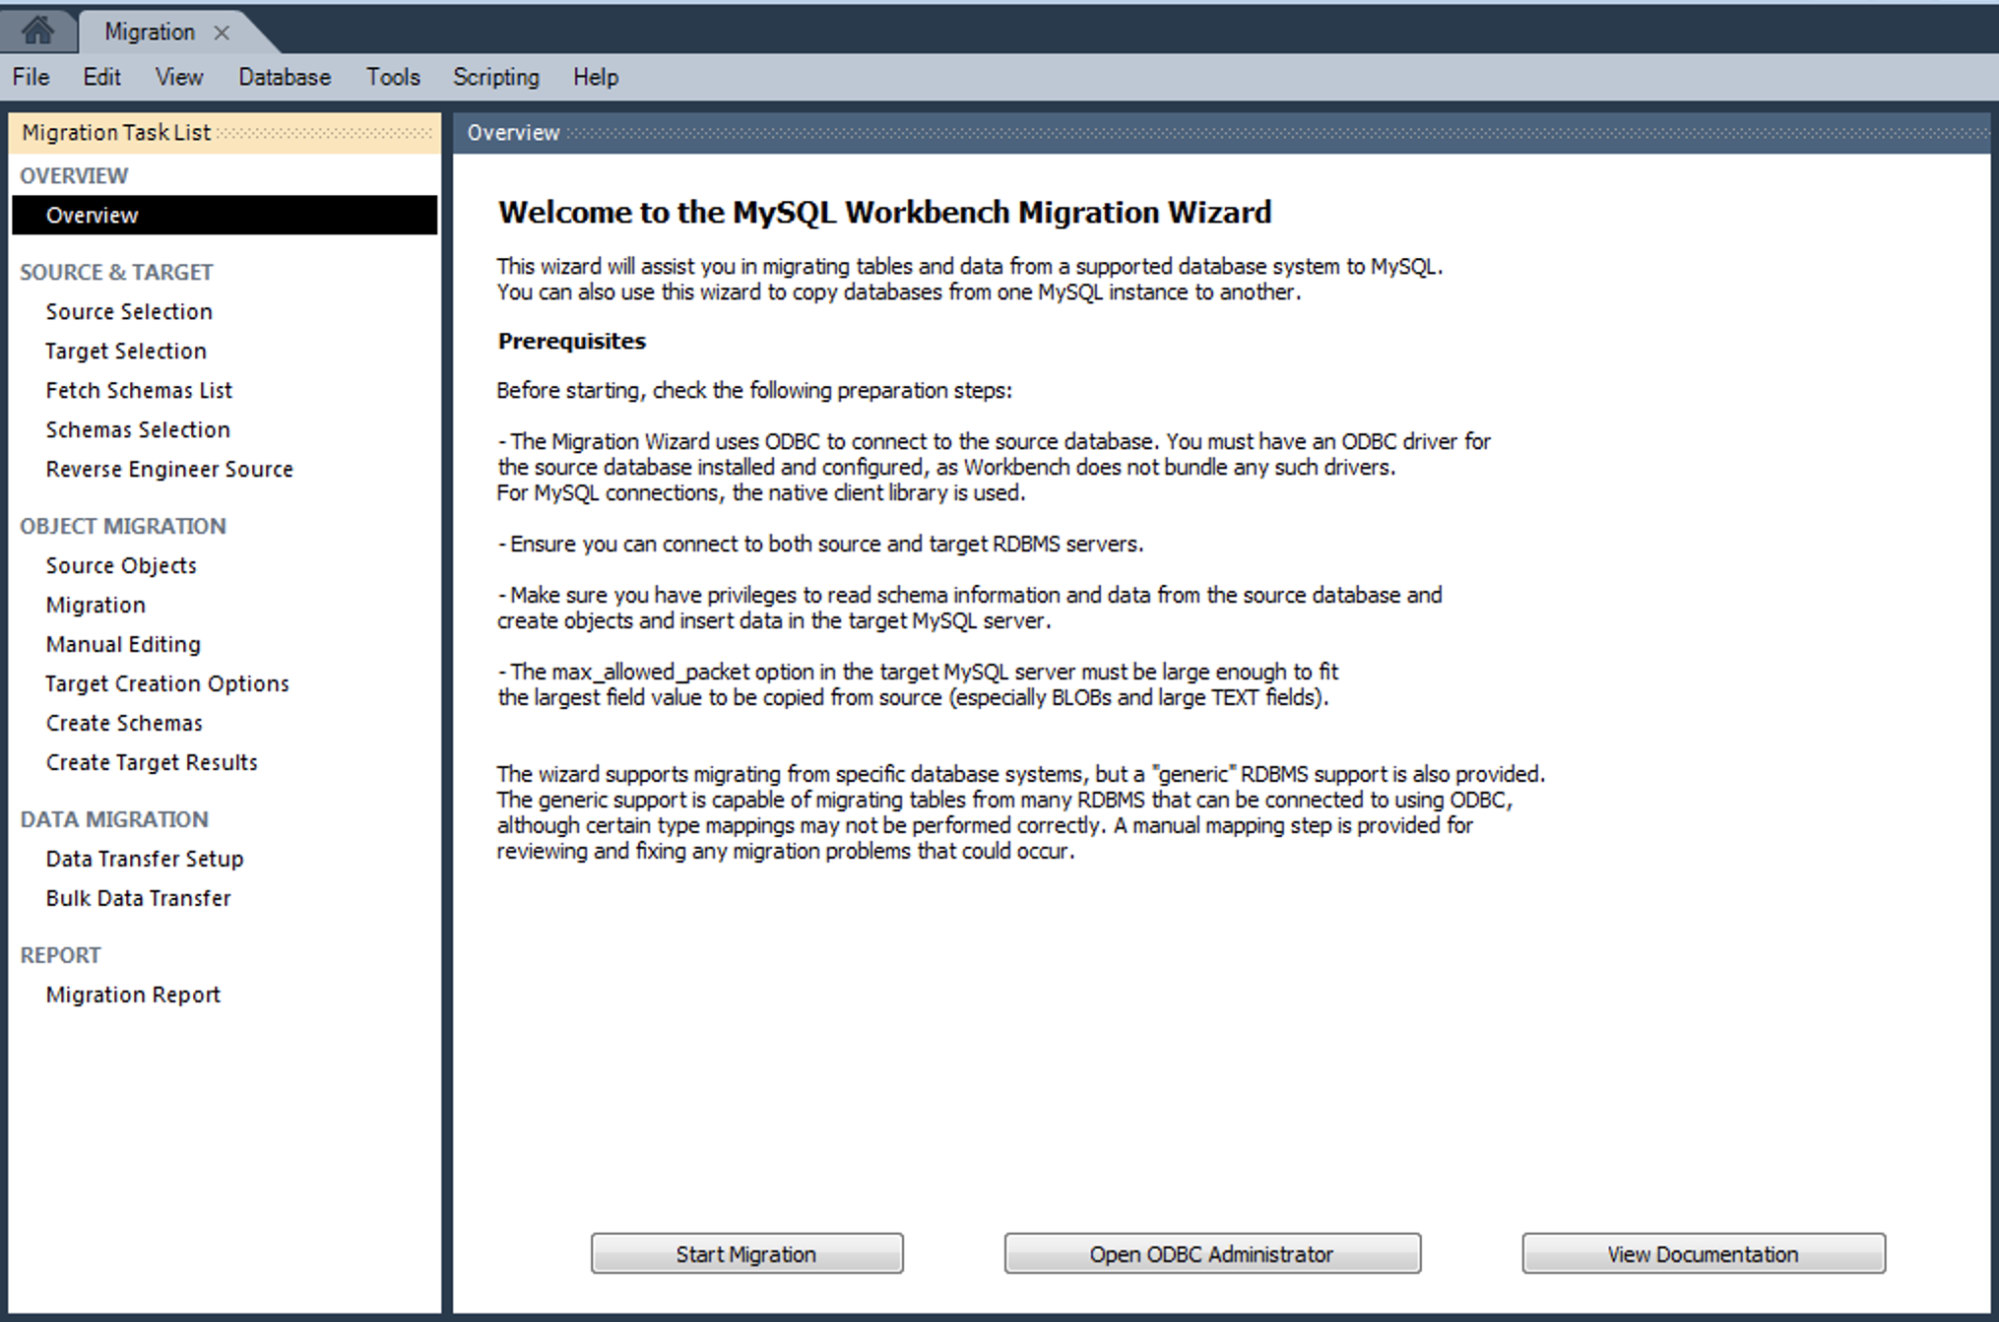 Migration
File Edit View Database Tools Scripting Help
Migration Task List
OVERVIEW
Overview
SOURCE & TARGET
Source Selection
Target Selection
Fetch Schemas List
Schemas Selection
Reverse Engineer Source
OBJECT MIGRATION
Source Objects
Migration
Manual Editing
Target Creation Options
Create Schemas
Create Target Results
DATA MIGRATION
Data Transfer Setup
Bulk Data Transfer
REPORT
Migration Report
Overview
Welcome to the MySQL Workbench Migration Wizard
This wizard will assist you in migrating tables and data from a supported database system to MySQL.
You can also use this wizard to copy databases from one MySQL instance to another.
Prerequisites
Before starting, check the following preparation steps:
- The Migration Wizard uses ODBC to connect to the source database. You must have an ODBC driver for
the source database installed and configured, as Workbench does not bundle any such drivers.
For MySQL connections, the native client library is used.
- Ensure you can connect to both source and target RDBMS servers.
- Make sure you have privileges to read schema information and data from the source database and
create objects and insert data in the target MySQL server.
- The max_allowed_packet option in the target MySQL server must be large enough to fit
the largest field value to be copied from source (especially BLOBs and large TEXT fields).
The wizard supports migrating from specific database systems, but a "generic" RDBMS support is also provided.
The generic support is capable of migrating tables from many RDBMS that can be connected to using ODBC,
although certain type mappings may not be performed correctly. A manual mapping step is provided for
reviewing and fixing any migration problems that could occur.
Start Migration
Open ODBC Administrator
View Documentation